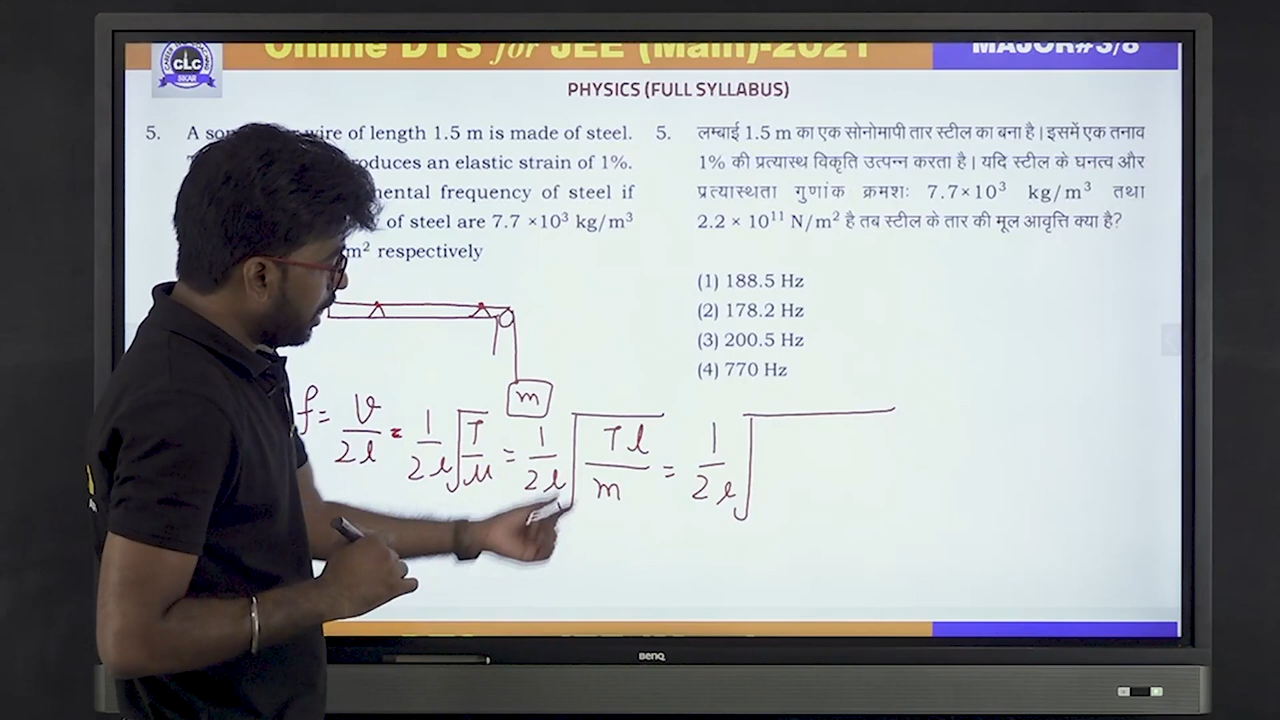 Online DTS for JEE (Main)-2021
MAJOR#3/8
CLC
SIKAR
PHYSICS (FULL SYLLABUS)
5. A wire of length 1.5 m is made of steel.
an elastic strain of 1%.
frequency of steel if
of steel are 7.7 ×10³ kg/m³
m² respectively
5. लम्बाई 1.5 m का एक सोनोमापी तार स्टील का बना है। इसमें एक तनाव
1% की प्रत्यास्थ विकृति उत्पन्न करता है। यदि स्टील के घनत्व और
प्रत्यास्थता गुणांक क्रमशः 7.7×10³ kg/m³ तथा
2.2 × 10¹¹ N/m² है तब स्टील के तार की मूल आवृत्ति क्या है?
(1) 188.5 Hz
(2) 178.2 Hz
(3) 200.5 Hz
(4) 770 Hz
m
f = v/2l = 1/2l √T/μ = 1/2l √Tl/m = 1/2l √
BenQ